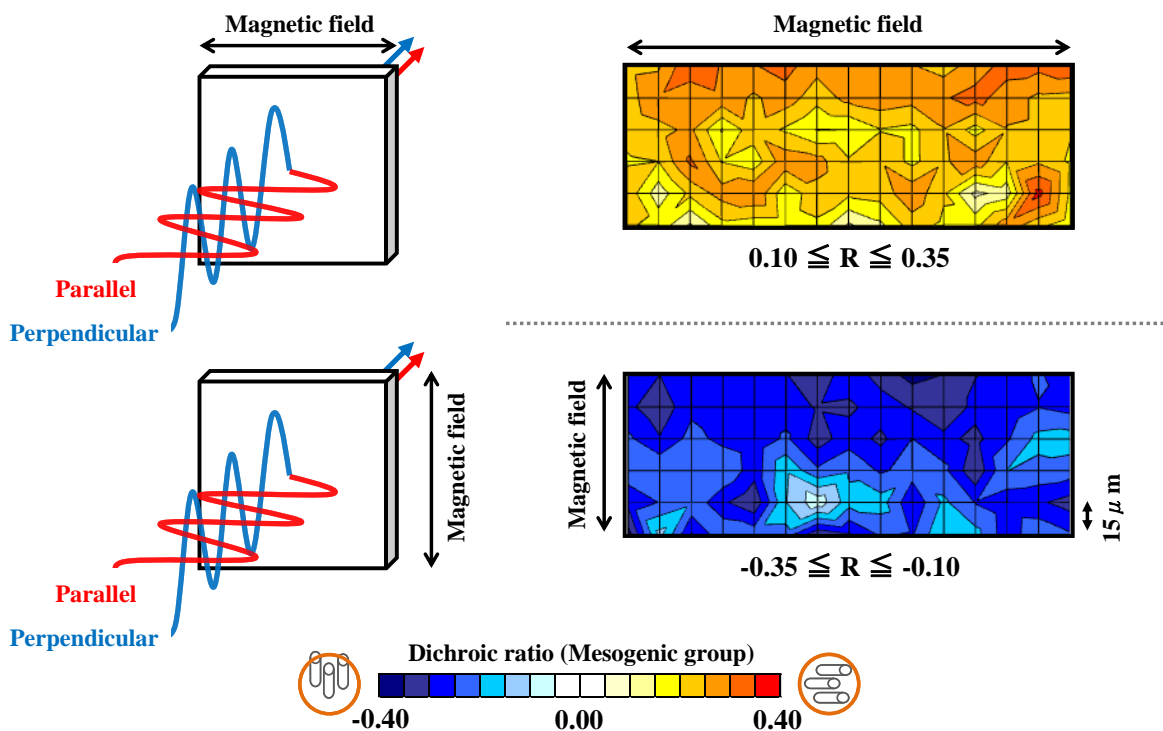 Magnetic field
Parallel
Perpendicular
Magnetic field
0.10 ≦ R ≦ 0.35
Magnetic field
Parallel
Perpendicular
Magnetic field
15 μ m
-0.35 ≦ R ≦ -0.10
Dichroic ratio (Mesogenic group)
-0.40 0.00 0.40